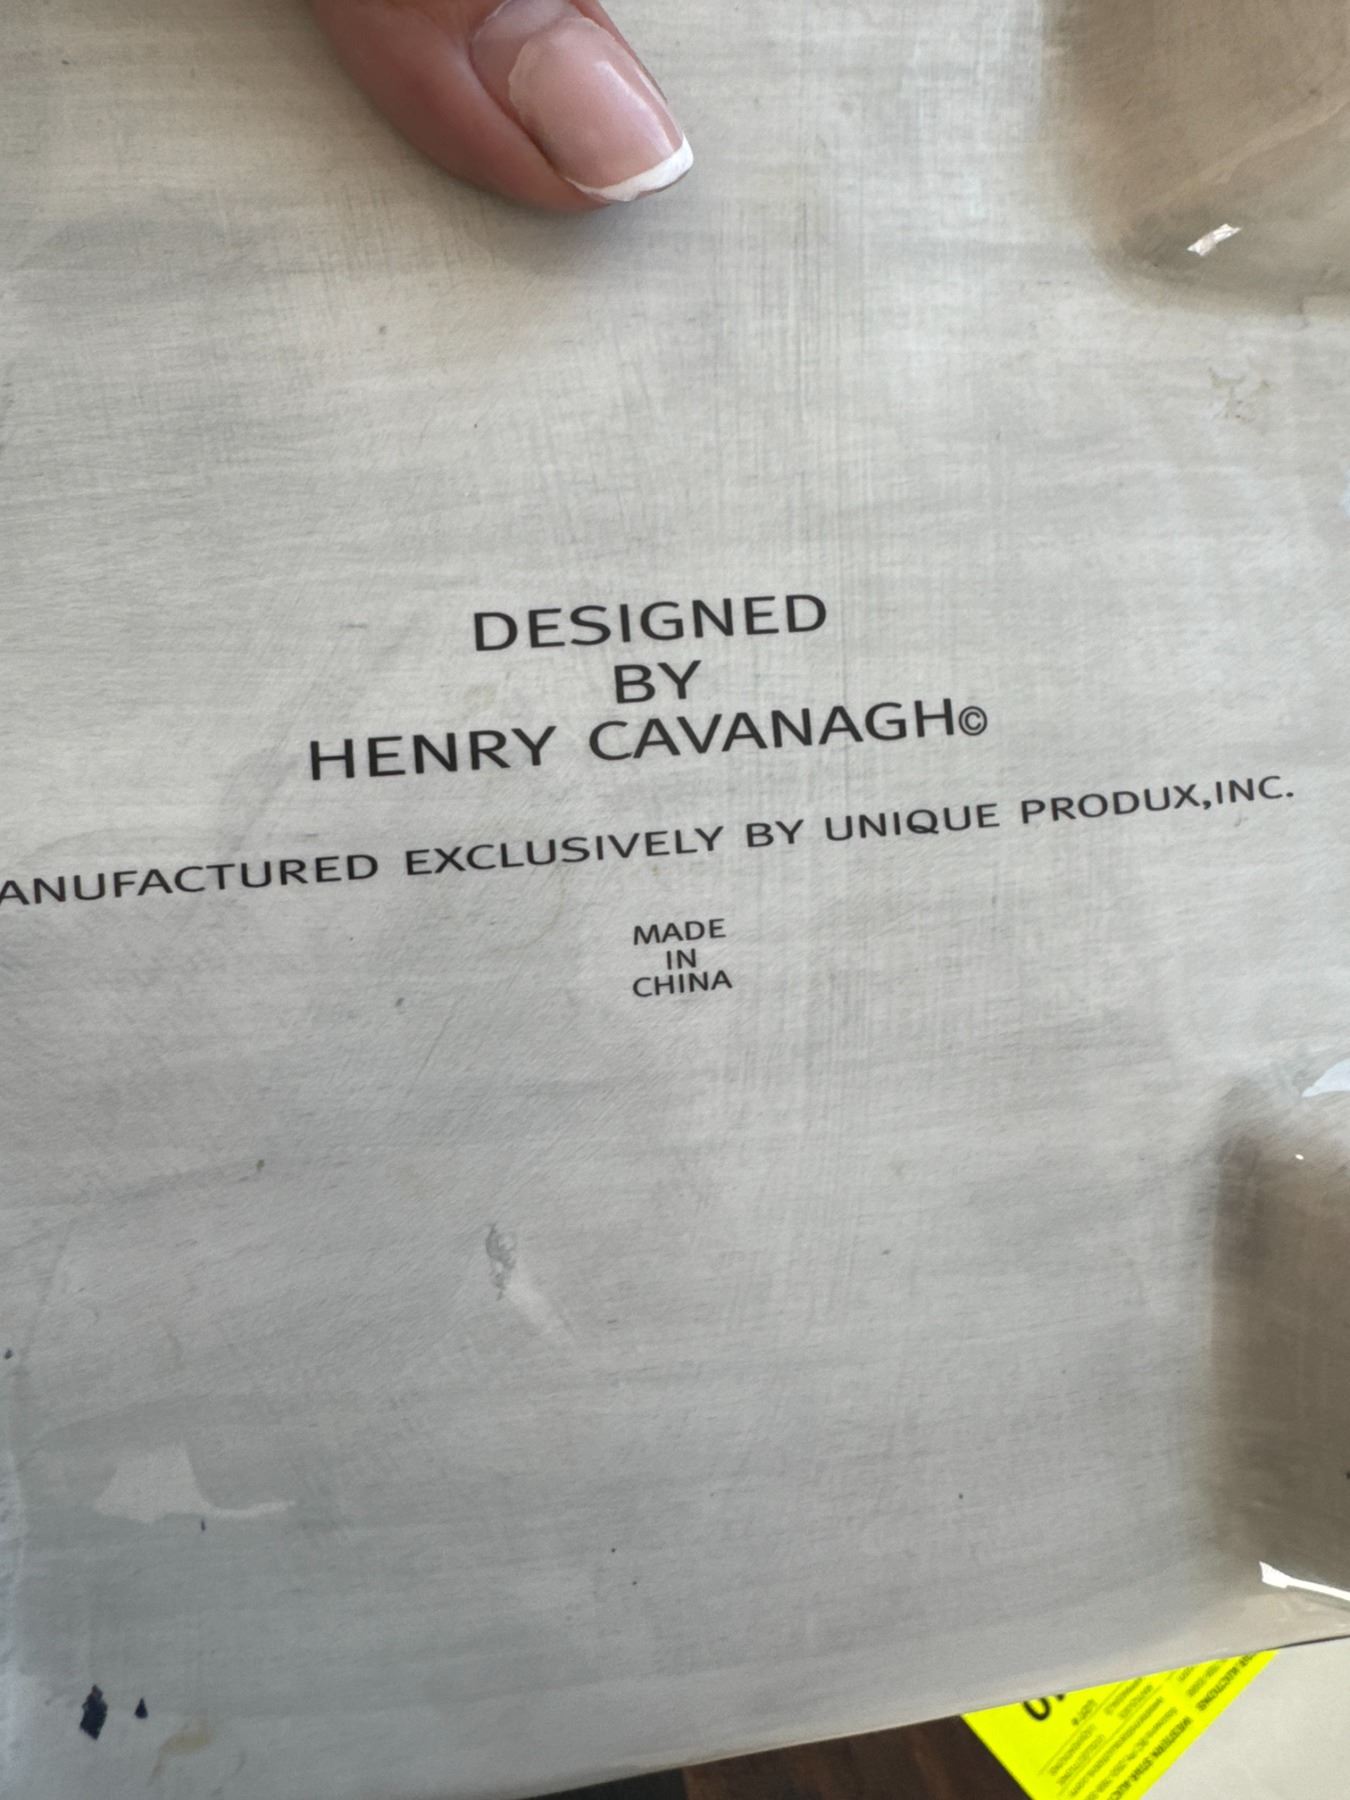 DESIGNED
BY
HENRY CAVANAGH©
ANUFACTURED EXCLUSIVELY BY UNIQUE PRODUX,INC.
MADE
IN
CHINA